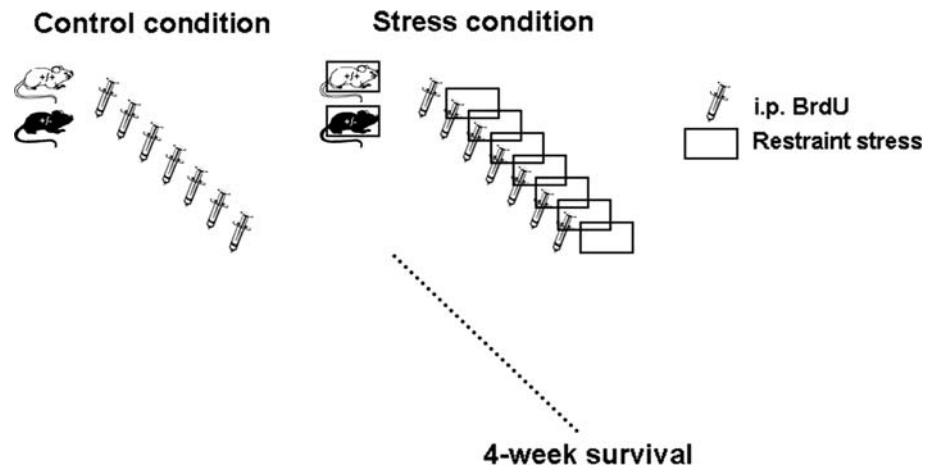 Control condition
Stress condition
+/+
+/-
+/+
+/-
i.p. BrdU
Restraint stress
4-week survival